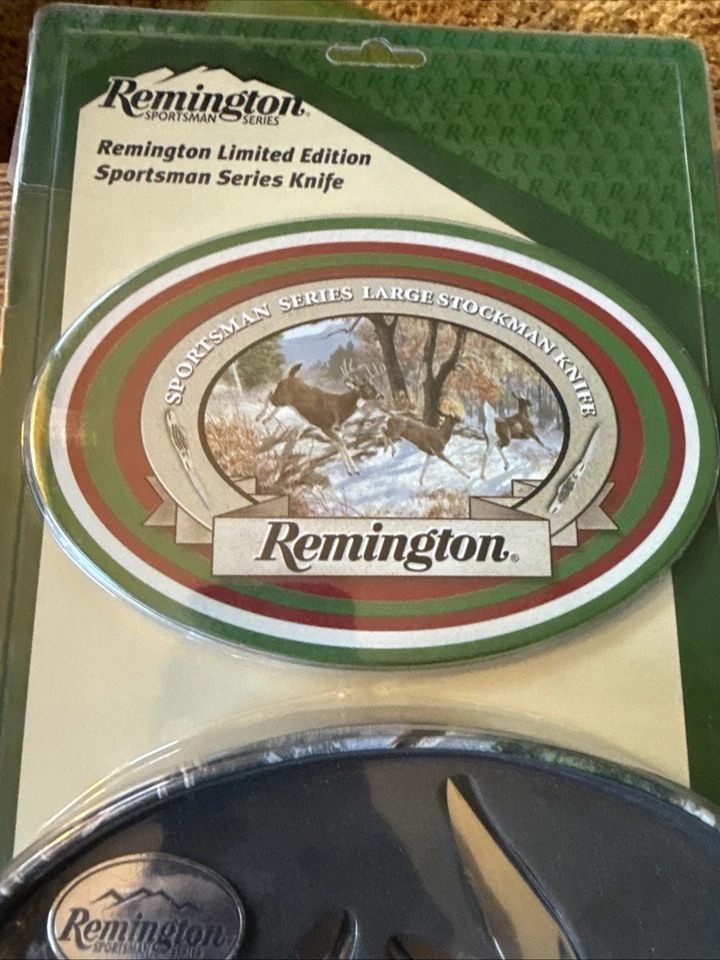 Remington®
SPORTSMAN SERIES
Remington Limited Edition
Sportsman Series Knife
SPORTSMAN SERIES LARGE STOCKMAN KNIFE
Remington®
Remington
SPORTSMAN SERIES